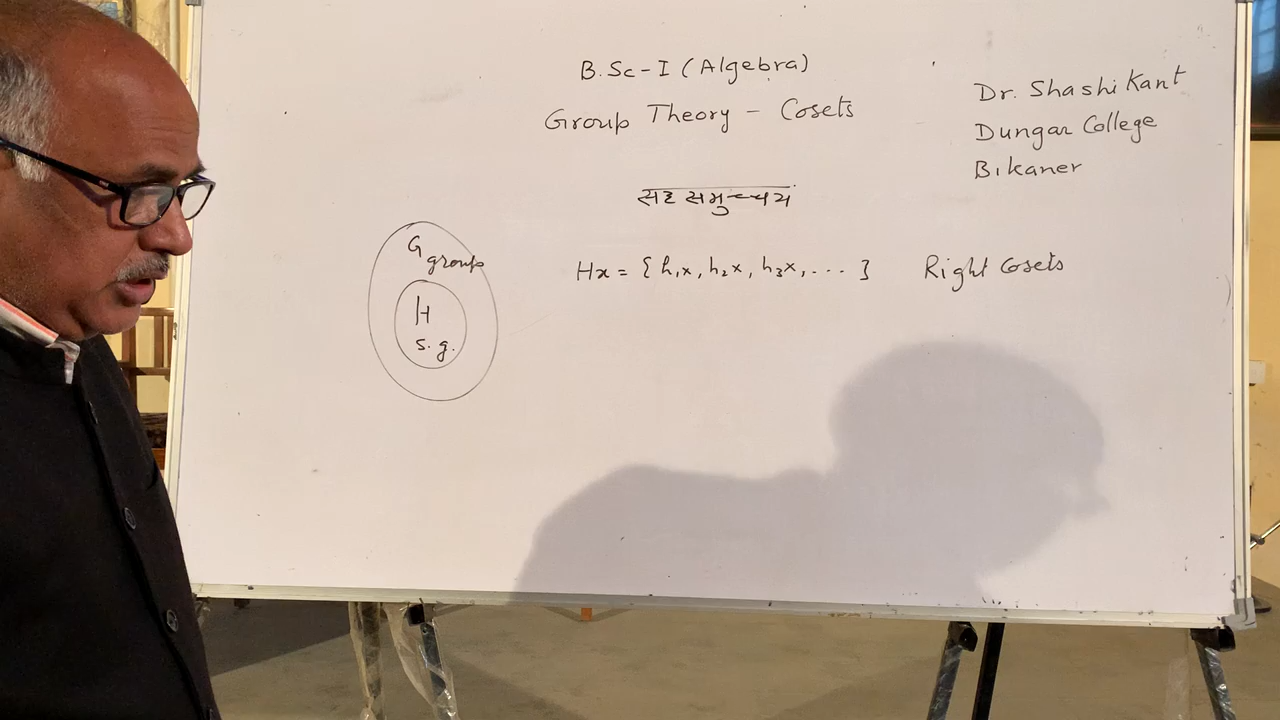 B.Sc-I (Algebra)
Group Theory - Cosets
Dr. Shashi Kant
Dungar College
Bikaner
सह समुच्चय
G
group
H
s.g.
Hx = { h₁x, h₂x, h₃x, ... } Right Cosets